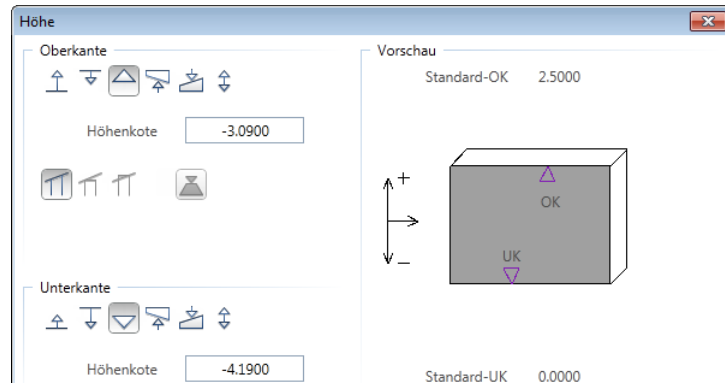 Höhe
Oberkante
Höhenkote -3.0900
Unterkante
Höhenkote -4.1900
Vorschau
Standard-OK 2.5000
+
OK
UK
–
Standard-UK 0.0000